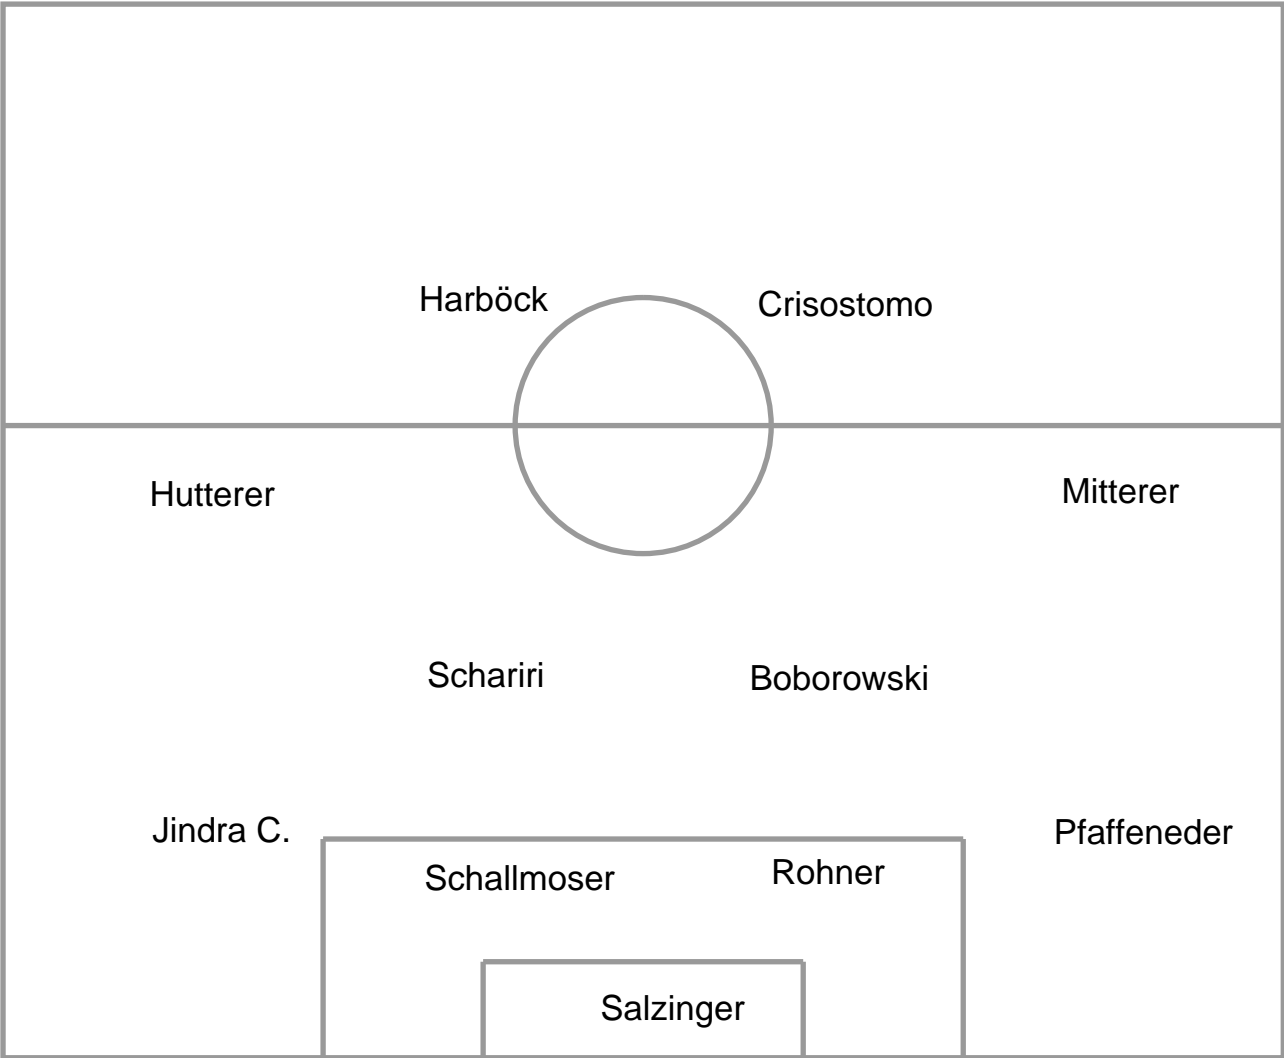 Harböck
Crisostomo
Hutterer
Mitterer
Schariri
Boborowski
Jindra C.
Pfaffeneder
Schallmoser
Rohner
Salzinger